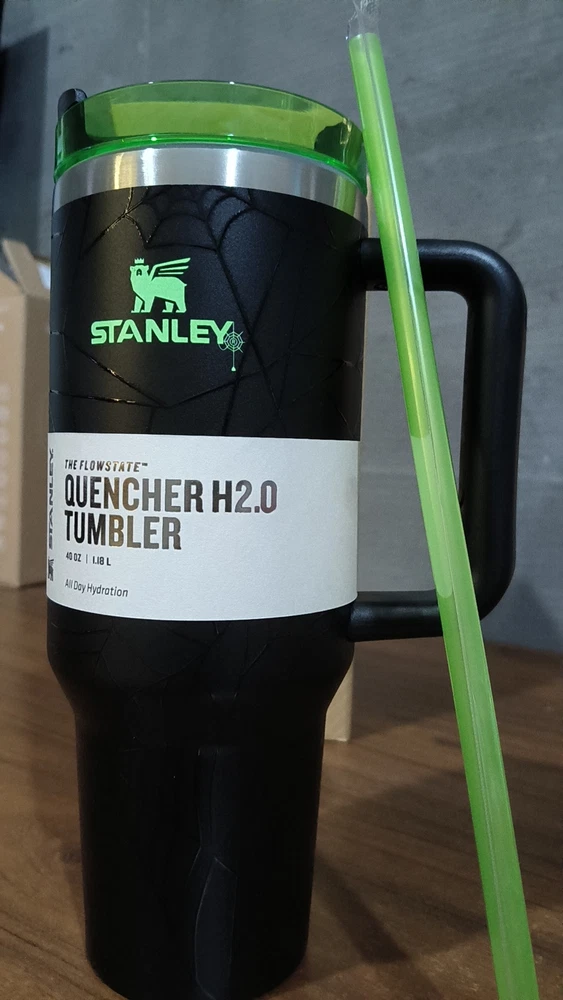 STANLEY
THE FLOWSTATE™
QUENCHER H2.0
TUMBLER
40 OZ | 1.18 L
All Day Hydration
STANLEY